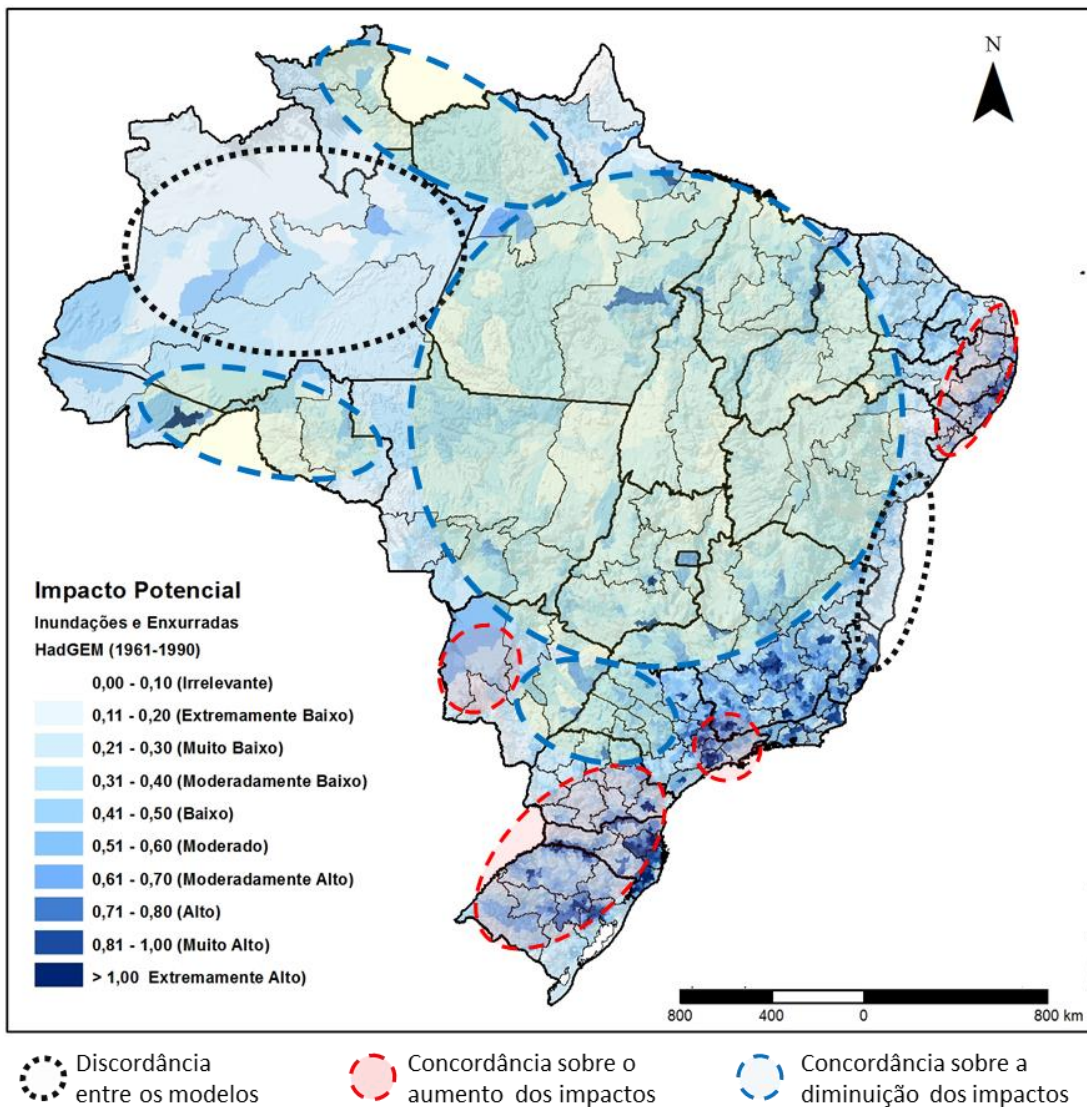 N
Impacto Potencial
Inundações e Enxurradas
HadGEM (1961-1990)
0,00 - 0,10 (Irrelevante)
0,11 - 0,20 (Extremamente Baixo)
0,21 - 0,30 (Muito Baixo)
0,31 - 0,40 (Moderadamente Baixo)
0,41 - 0,50 (Baixo)
0,51 - 0,60 (Moderado)
0,61 - 0,70 (Moderadamente Alto)
0,71 - 0,80 (Alto)
0,81 - 1,00 (Muito Alto)
> 1,00 Extremamente Alto)
800 400 0 800 km
Discordância
entre os modelos
Concordância sobre o
aumento dos impactos
Concordância sobre a
diminuição dos impactos